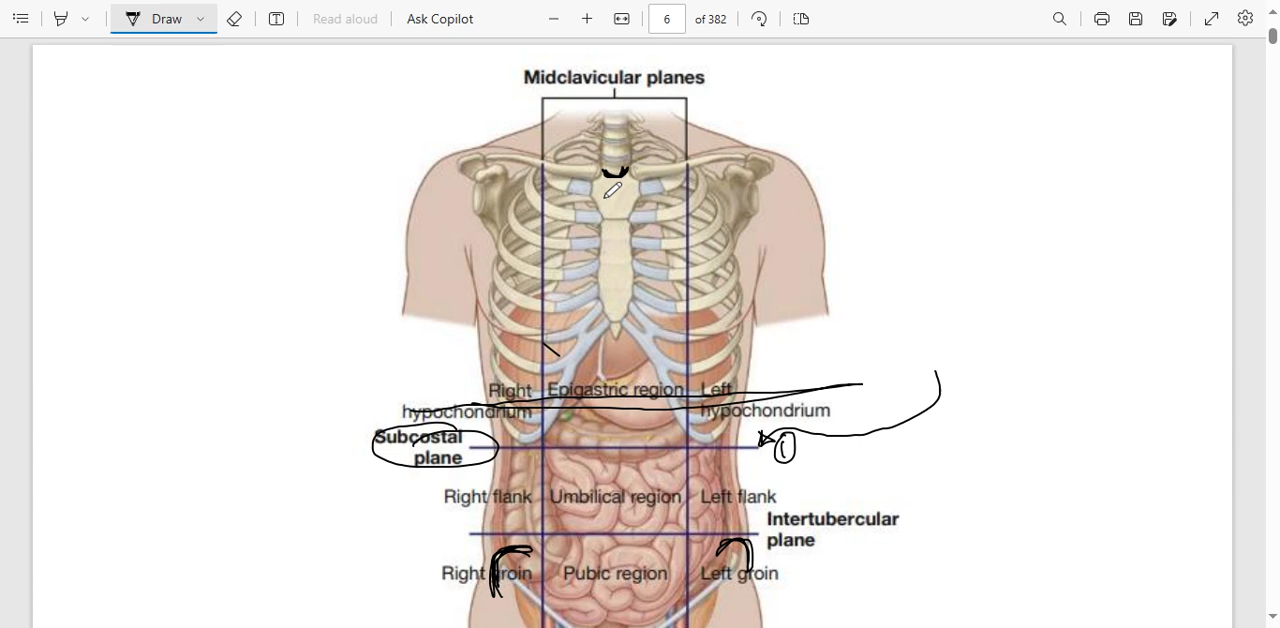 Draw
Read aloud
Ask Copilot
6 of 382
Midclavicular planes
Right hypochondrium
Epigastric region
Left hypochondrium
Subcostal plane
1
Right flank
Umbilical region
Left flank
Intertubercular plane
Right groin
Pubic region
Left groin